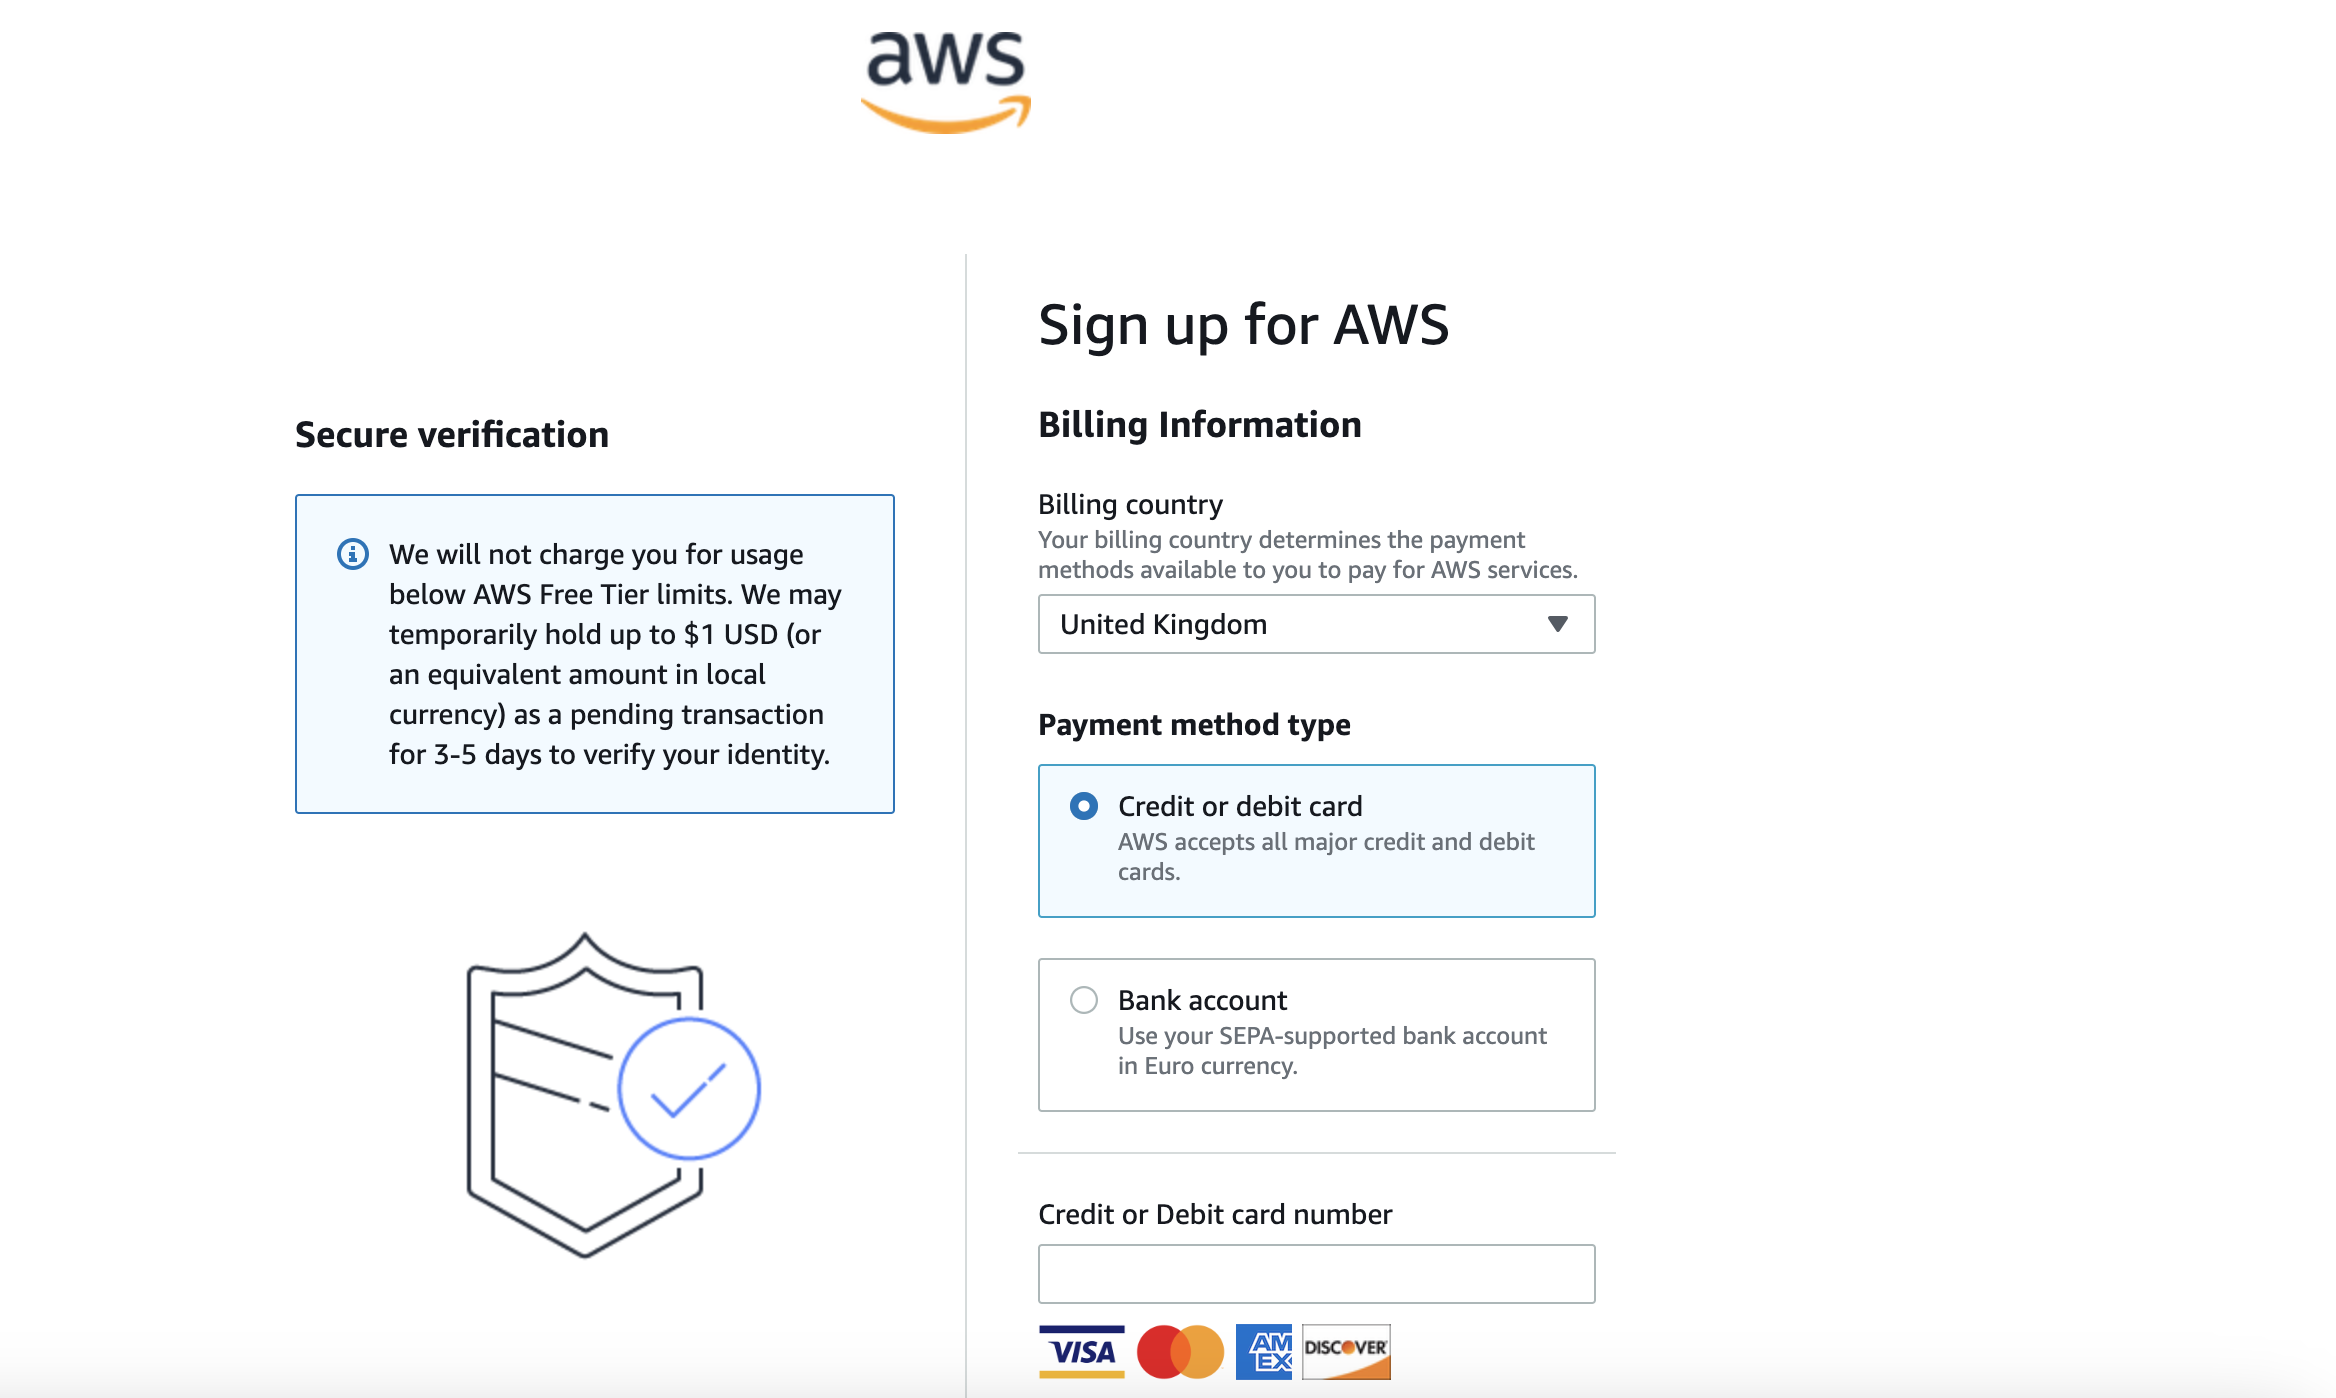 aws
Secure verification
We will not charge you for usage
below AWS Free Tier limits. We may
temporarily hold up to $1 USD (or
an equivalent amount in local
currency) as a pending transaction
for 3-5 days to verify your identity.
Sign up for AWS
Billing Information
Billing country
Your billing country determines the payment
methods available to you to pay for AWS services.
United Kingdom
Payment method type
Credit or debit card
AWS accepts all major credit and debit
cards.
Bank account
Use your SEPA-supported bank account
in Euro currency.
Credit or Debit card number
VISA
AM
EX
DISCOVER